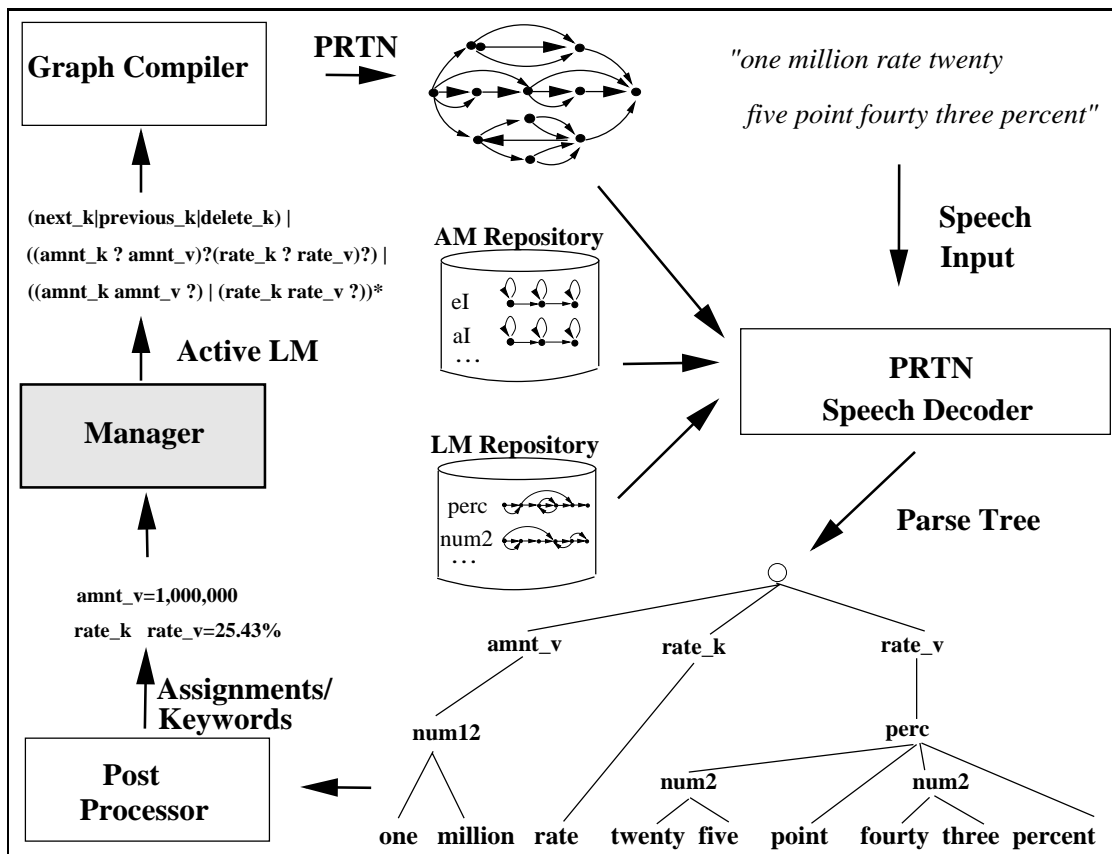 Graph Compiler
PRTN
"one million rate twenty
five point fourty three percent"
(next_k|previous_k|delete_k) |
((amnt_k ? amnt_v)?(rate_k ? rate_v)?) |
((amnt_k amnt_v ?) | (rate_k rate_v ?))*
Speech
Input
AM Repository
eI
aI
...
Active LM
PRTN
Speech Decoder
Manager
LM Repository
perc
num2
...
Parse Tree
amnt_v=1,000,000
rate_k rate_v=25.43%
amnt_v rate_k rate_v
Assignments/
Keywords
num12
perc
Post
Processor
num2 num2
one million rate twenty five point fourty three percent